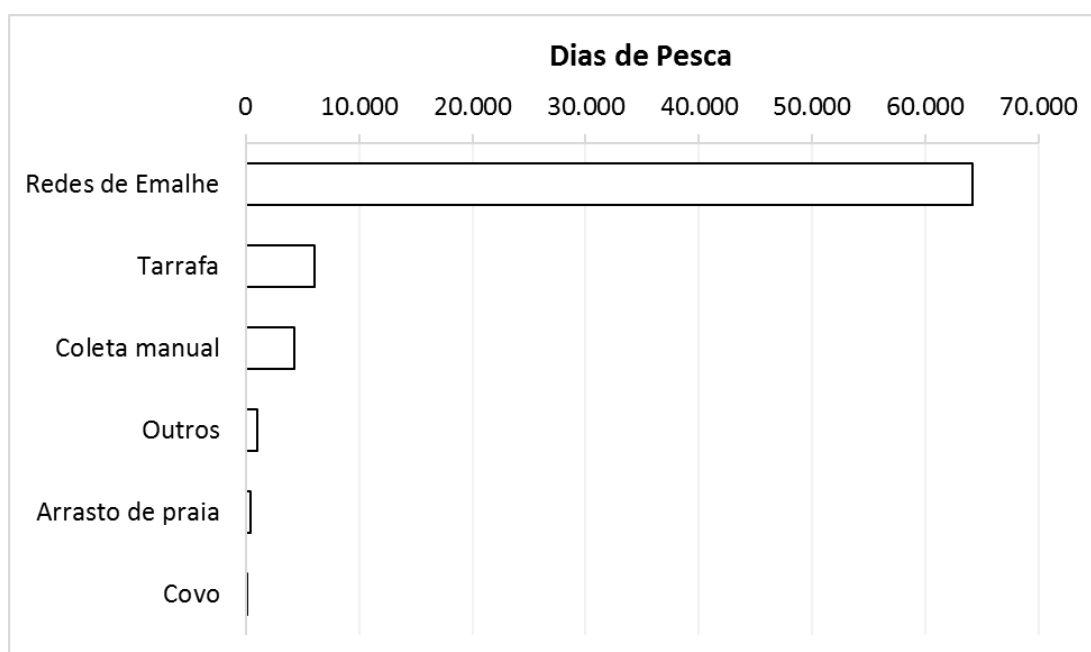 Dias de Pesca
0 10.000 20.000 30.000 40.000 50.000 60.000 70.000
Redes de Emalhe
Tarrafa
Coleta manual
Outros
Arrasto de praia
Covo